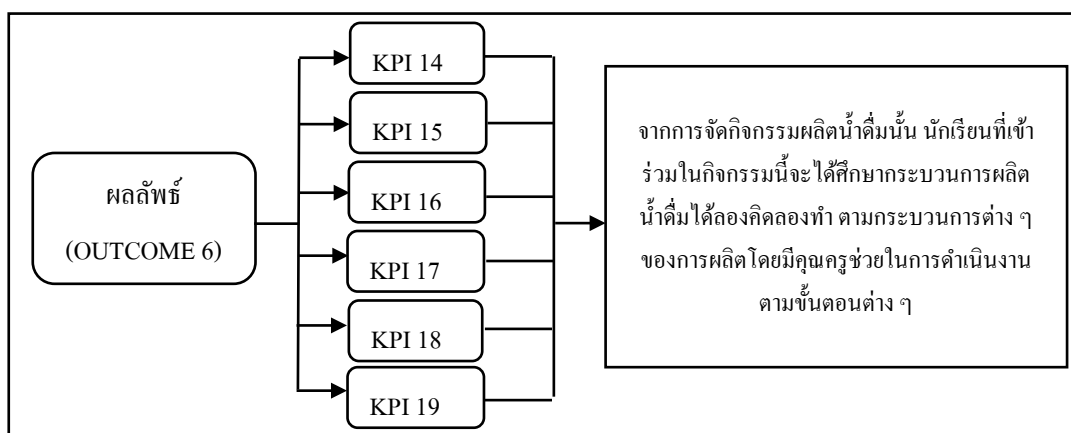 ผลลัพธ์
(OUTCOME 6)
KPI 14
KPI 15
KPI 16
KPI 17
KPI 18
KPI 19
จากการจัดกิจกรรมผลิตน้ำดื่มนั้น นักเรียนที่เข้า
ร่วมในกิจกรรมนี้จะได้ศึกษากระบวนการผลิต
น้ำดื่มได้ลองคิดลองทำ ตามกระบวนการต่าง ๆ
ของการผลิตโดยมีคุณครูช่วยในการดำเนินงาน
ตามขั้นตอนต่าง ๆ